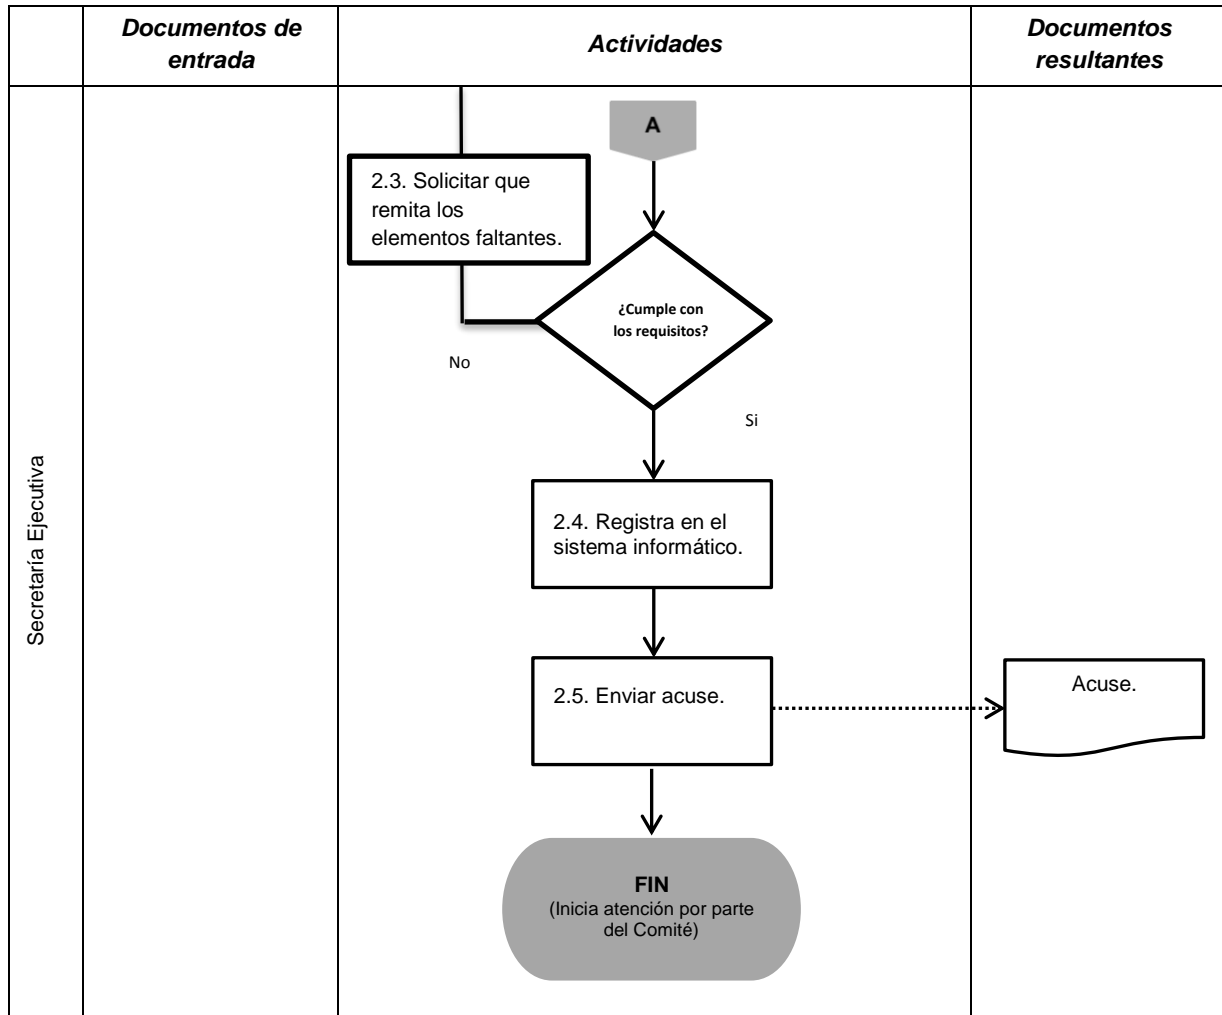 Documentos de
entrada
Actividades
Documentos
resultantes
Secretaría Ejecutiva
A
2.3. Solicitar que
remita los
elementos faltantes.
¿Cumple con
los requisitos?
No
Si
2.4. Registra en el
sistema informático.
2.5. Enviar acuse.
Acuse.
FIN
(Inicia atención por parte
del Comité)